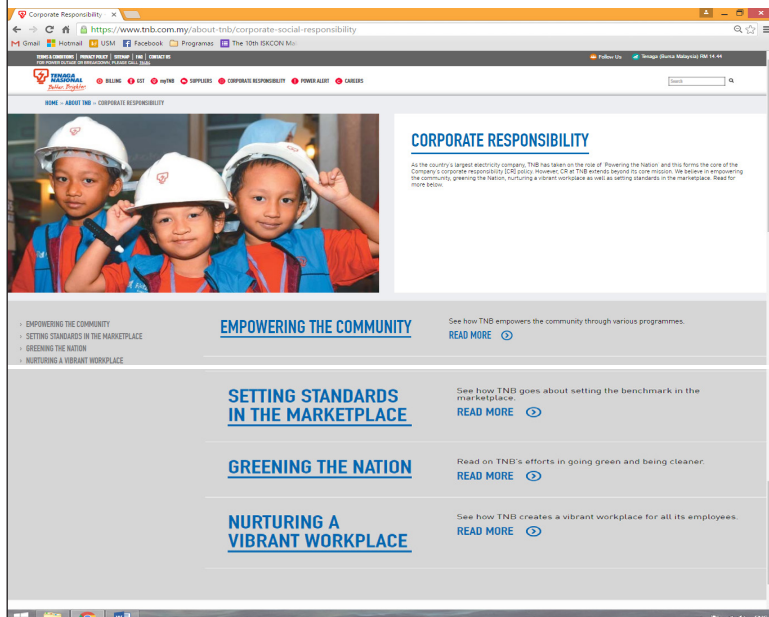 Corporate Responsibility
https://www.tnb.com.my/about-tnb/corporate-social-responsibility
Gmail Hotmail USM Facebook Programas The 10th ISKCON Ma
TERMS & CONDITIONS | PRIVACY POLICY | SITEMAP | FAQ | CONTACT US
FOR POWER OUTAGE OR BREAKDOWN PLEASE CALL 15454
Follow Us Tenaga (Bursa Malaysia) RM 14.44
TENAGA
NASIONAL
Better. Brighter.
BILLING GST myTNB SUPPLIERS CORPORATE RESPONSIBILITY POWER ALERT CAREERS
Search
HOME » ABOUT TNB » CORPORATE RESPONSIBILITY
CORPORATE RESPONSIBILITY
As the country's largest electricity company, TNB has taken on the role of 'Powering the Nation' and this forms the core of the
Company's corporate responsibility (CR) policy. However, CR at TNB extends beyond its core mission. We believe in empowering
the community, greening the Nation, nurturing a vibrant workplace as well as setting standards in the marketplace. Read for
more below.
› EMPOWERING THE COMMUNITY
› SETTING STANDARDS IN THE MARKETPLACE
› GREENING THE NATION
› NURTURING A VIBRANT WORKPLACE
EMPOWERING THE COMMUNITY
See how TNB empowers the community through various programmes.
READ MORE
SETTING STANDARDS
IN THE MARKETPLACE
See how TNB goes about setting the benchmark in the
marketplace.
READ MORE
GREENING THE NATION
Read on TNB's efforts in going green and being cleaner.
READ MORE
NURTURING A
VIBRANT WORKPLACE
See how TNB creates a vibrant workplace for all its employees.
READ MORE